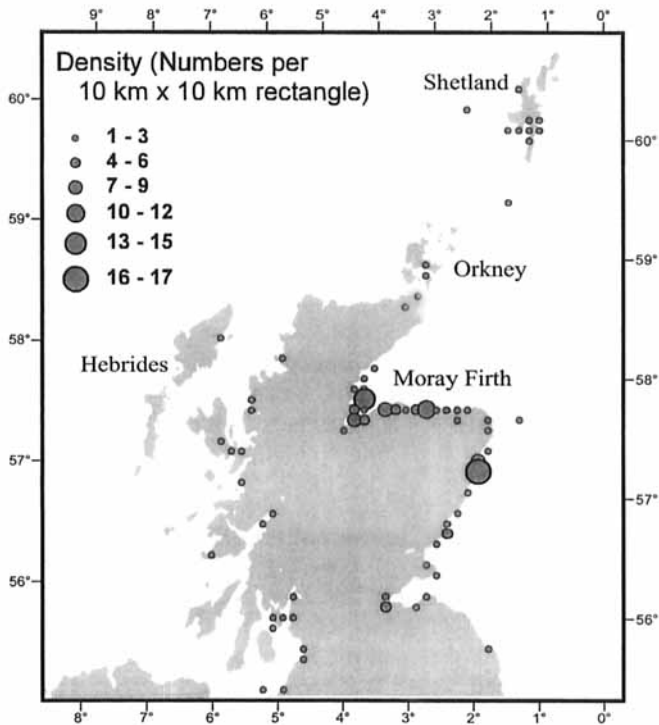 8° 7° 6° 5° 4° 3° 2° 1° 0°
Density (Numbers per
10 km x 10 km rectangle)
1 - 3
4 - 6
7 - 9
10 - 12
13 - 15
16 - 17
Shetland
Orkney
Hebrides
Moray Firth
60°
59°
58°
57°
56°
60°
59°
58°
57°
56°
8° 7° 6° 5° 4° 3° 2° 1° 0°